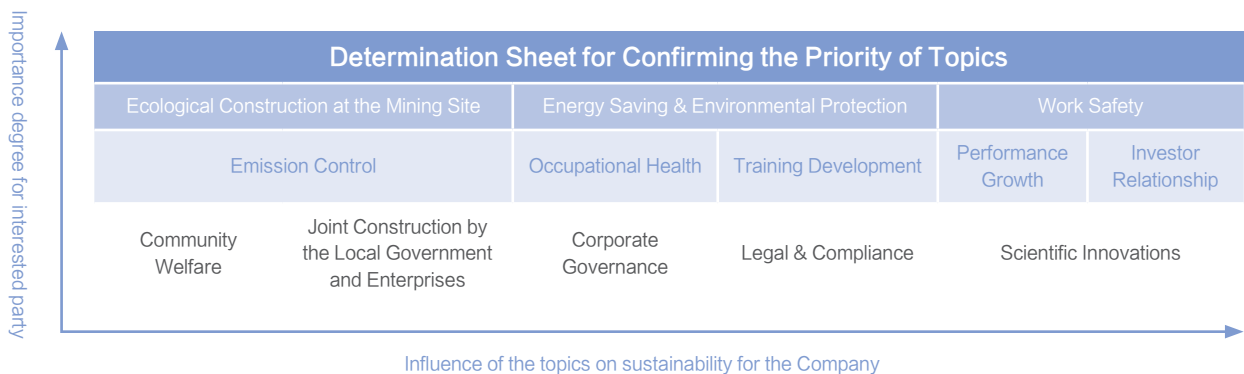 Importance degree for interested party
Determination Sheet for Confirming the Priority of Topics
Ecological Construction at the Mining Site
Energy Saving & Environmental Protection
Work Safety
Emission Control
Occupational Health
Training Development
Performance
Growth
Investor
Relationship
Community
Welfare
Joint Construction by
the Local Government
and Enterprises
Corporate
Governance
Legal & Compliance
Scientific Innovations
Influence of the topics on sustainability for the Company